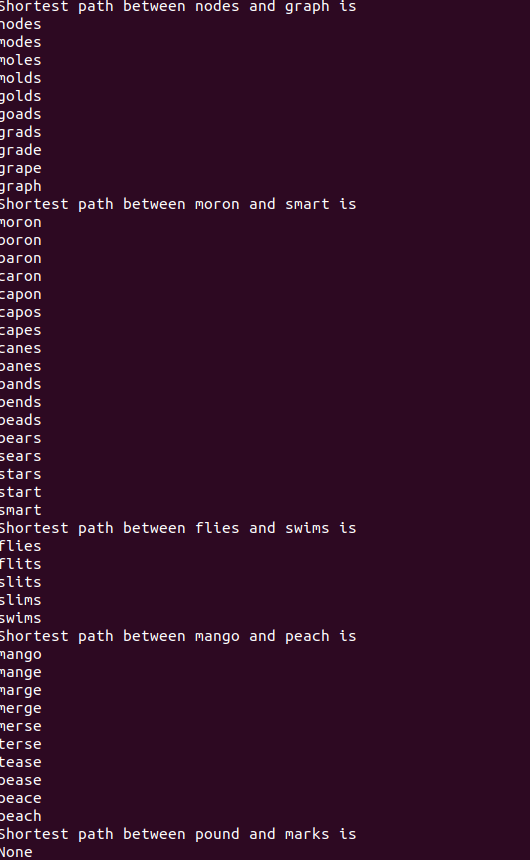 Shortest path between nodes and graph is
nodes
modes
moles
molds
golds
goads
grads
grade
grape
graph
Shortest path between moron and smart is
moron
boron
baron
caron
capon
capos
capes
canes
banes
bands
bends
beads
bears
sears
stars
start
smart
Shortest path between flies and swims is
flies
flits
slits
slims
swims
Shortest path between mango and peach is
mango
mange
marge
merge
merse
terse
tease
pease
peace
peach
Shortest path between pound and marks is
None